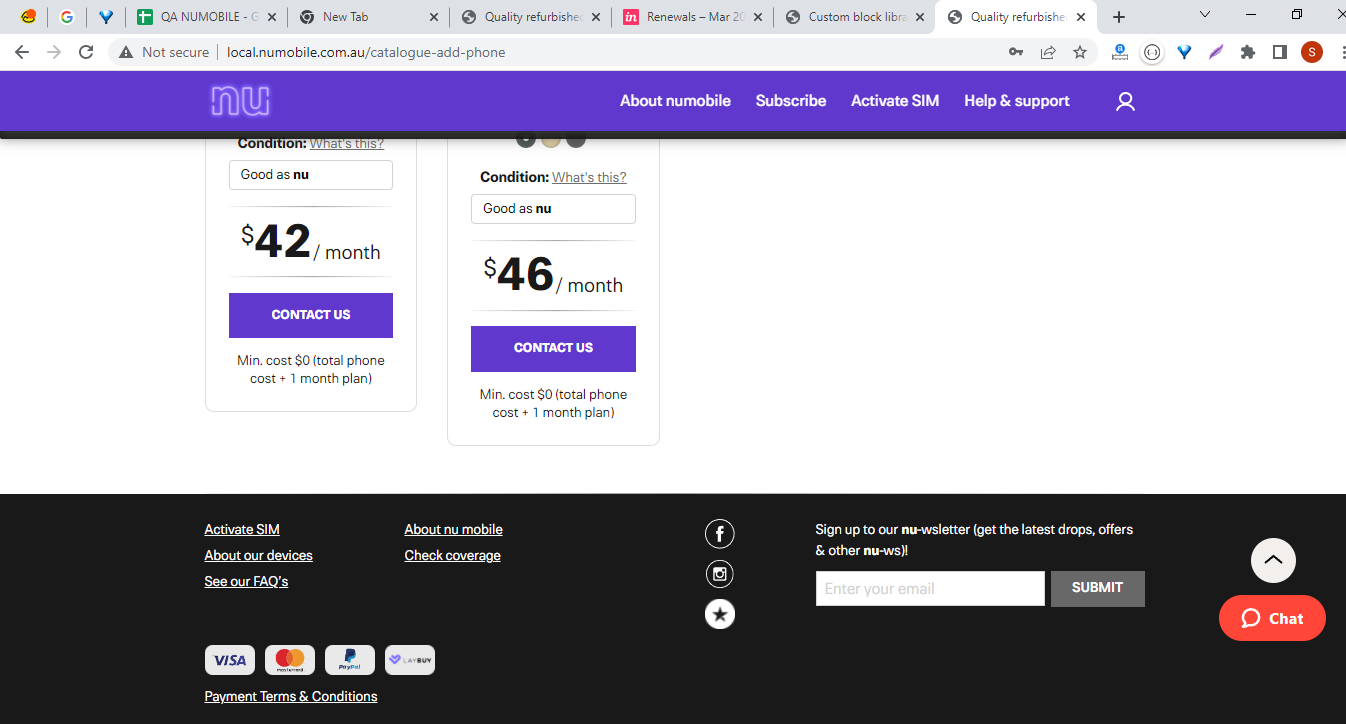 QA NUMOBILE - G
New Tab
Quality refurbishe
in
Renewals – Mar 20
Custom block libra
Quality refurbishe
Not secure
local.numobile.com.au/catalogue-add-phone
S
nu
About numobile
Subscribe
Activate SIM
Help & support
Condition: What's this?
Good as nu
$42/ month
CONTACT US
Min. cost $0 (total phone
cost + 1 month plan)
Condition: What's this?
Good as nu
$46/ month
CONTACT US
Min. cost $0 (total phone
cost + 1 month plan)
Activate SIM
About our devices
See our FAQ's
About nu mobile
Check coverage
Sign up to our nu-wsletter (get the latest drops, offers
& other nu-ws)!
Enter your email
SUBMIT
Chat
VISA
mastercard
PayPal
LAYBUY
Payment Terms & Conditions